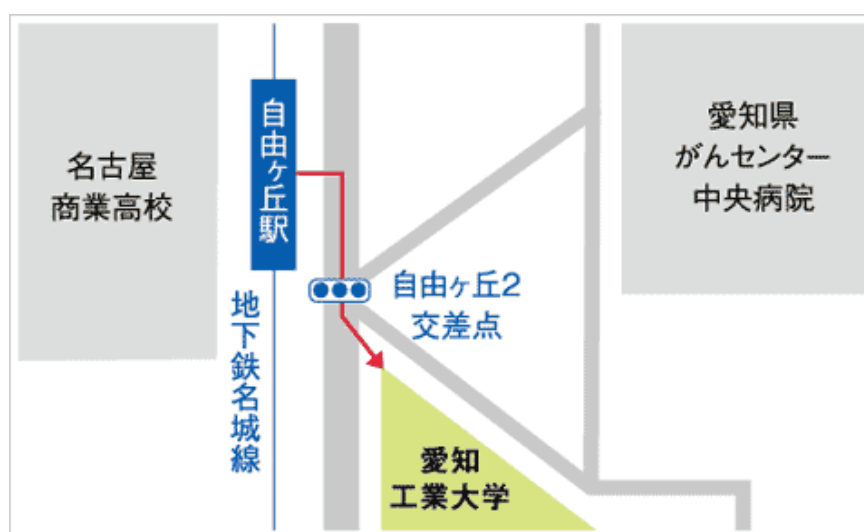 名古屋
商業高校
自由ヶ丘駅
地下鉄名城線
自由ヶ丘2
交差点
愛知県
がんセンター
中央病院
愛知
工業大学